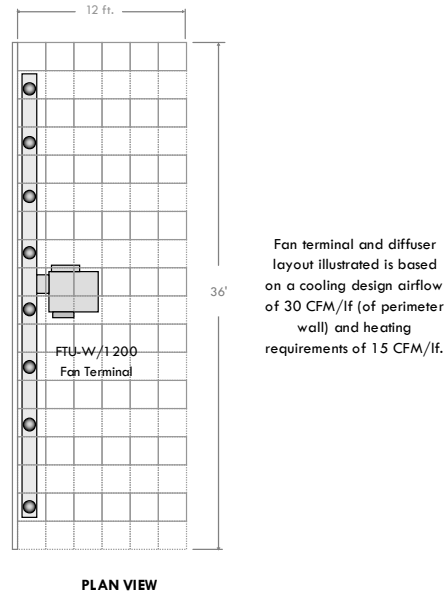 12 ft.
36'
Fan terminal and diffuser
layout illustrated is based
on a cooling design airflow
of 30 CFM/lf (of perimeter
wall) and heating
requirements of 15 CFM/lf.
FTU-W/1200
Fan Terminal
PLAN VIEW